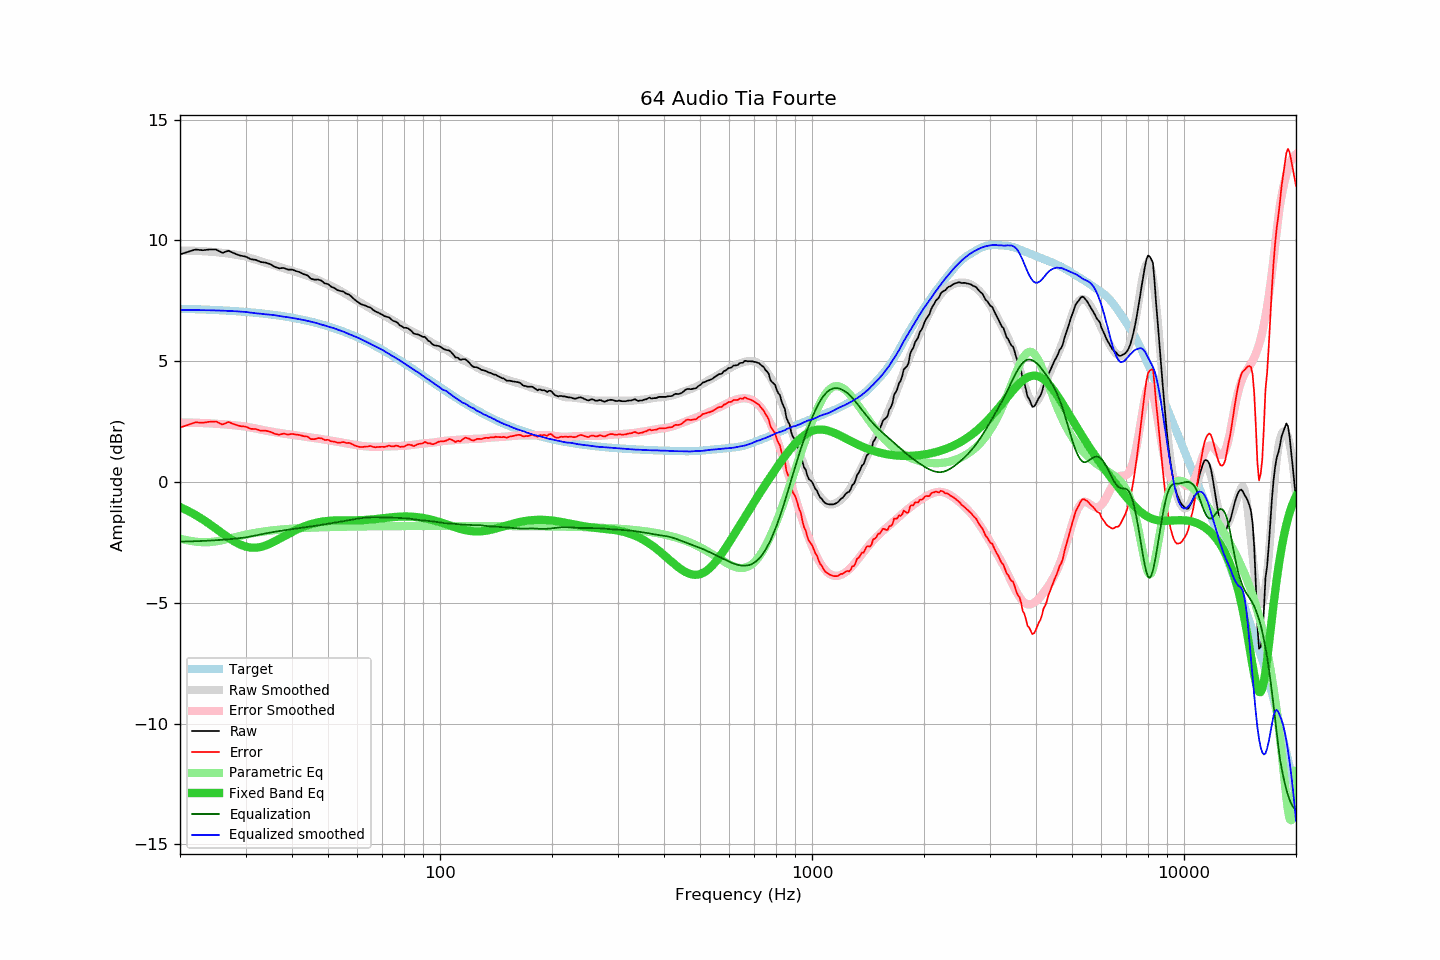 64 Audio Tia Fourte
15
10
5
0
−5
−10
−15
Amplitude (dBr)
Target
Raw Smoothed
Error Smoothed
Raw
Error
Parametric Eq
Fixed Band Eq
Equalization
Equalized smoothed
100
1000
10000
Frequency (Hz)